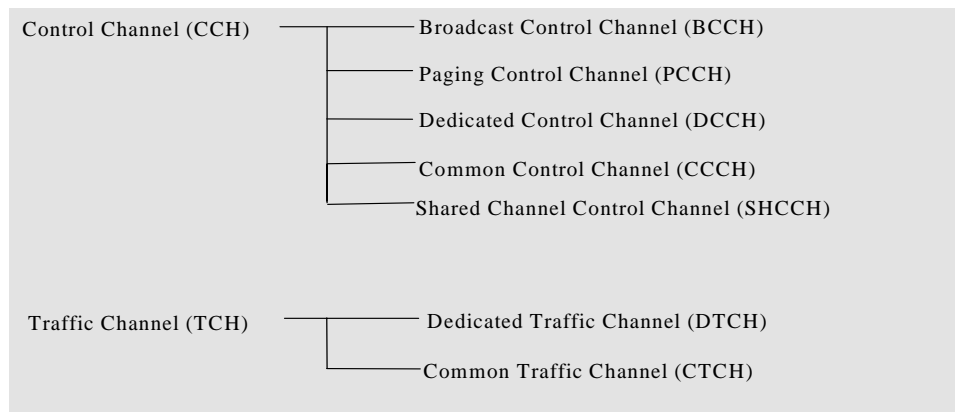 Control Channel (CCH)
Broadcast Control Channel (BCCH)
Paging Control Channel (PCCH)
Dedicated Control Channel (DCCH)
Common Control Channel (CCCH)
Shared Channel Control Channel (SHCCH)
Traffic Channel (TCH)
Dedicated Traffic Channel (DTCH)
Common Traffic Channel (CTCH)